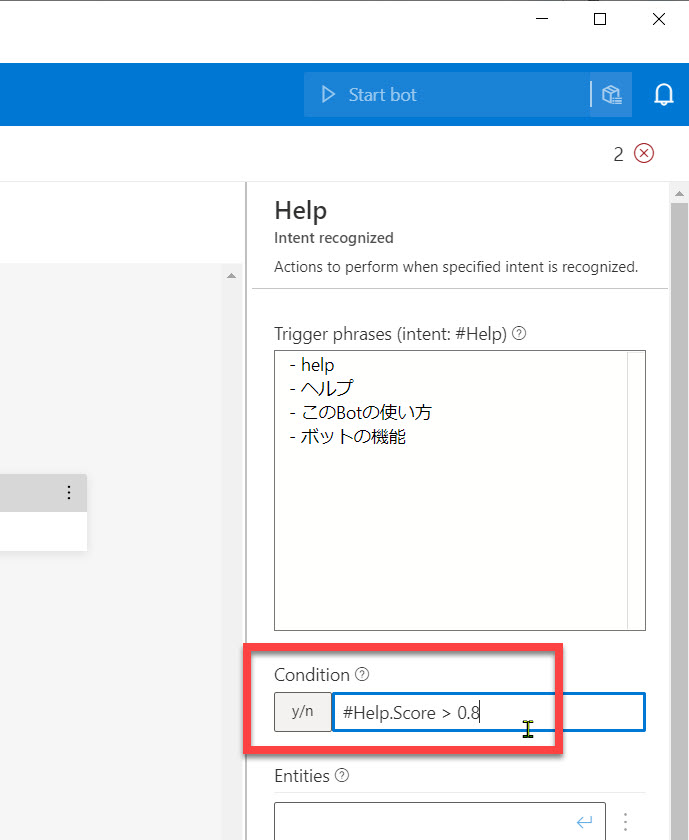 Start bot
2
Help
Intent recognized
Actions to perform when specified intent is recognized.
Trigger phrases (intent: #Help)
- help
- ヘルプ
- このBotの使い方
- ボットの機能
Condition
y/n #Help.Score > 0.8
Entities